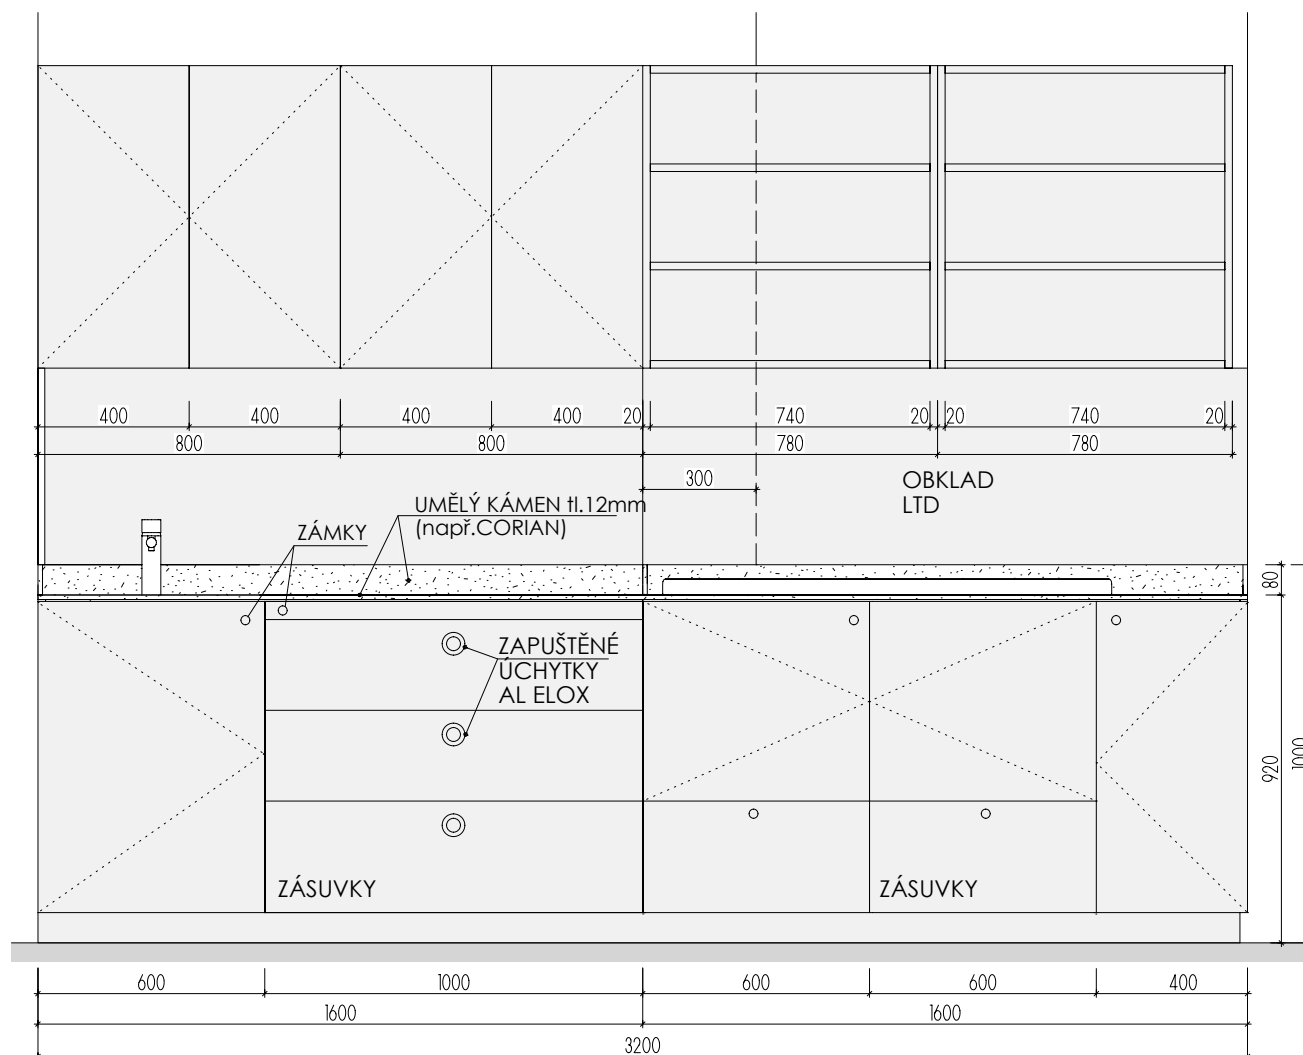 400 400 400 400 20 740 20 20 740 20
800 800 780 780
300
OBKLAD
LTD
UMĚLÝ KÁMEN tl.12mm
(např.CORIAN)
ZÁMKY
80
ZAPUŠTĚNÉ
ÚCHYTKY
AL ELOX
920
1000
ZÁSUVKY
ZÁSUVKY
600 1000 600 600 400
1600 1600
3200